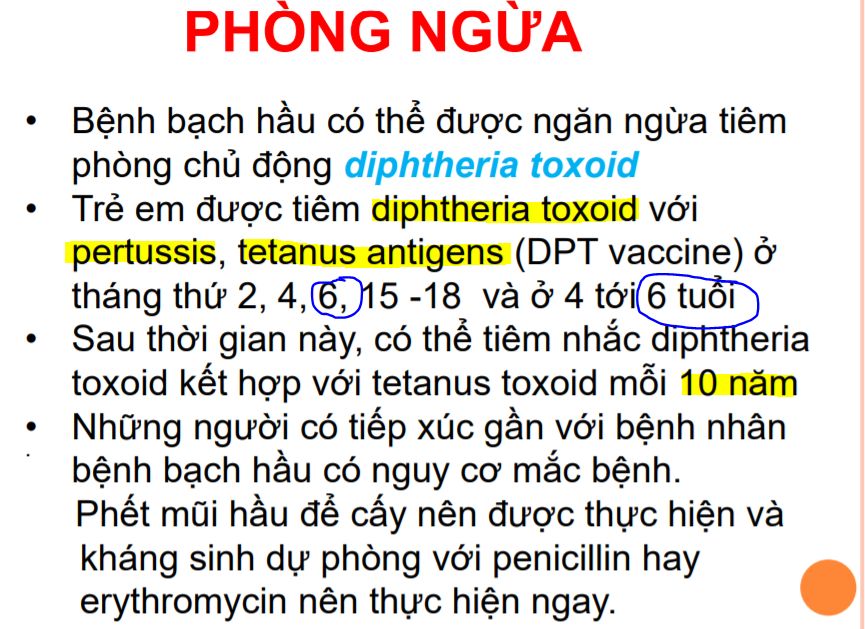 PHÒNG NGỪA
• Bệnh bạch hầu có thể được ngăn ngừa tiêm
phòng chủ động diphtheria toxoid
• Trẻ em được tiêm diphtheria toxoid với
pertussis, tetanus antigens (DPT vaccine) ở
tháng thứ 2, 4, 6, 15 -18 và ở 4 tới 6 tuổi
• Sau thời gian này, có thể tiêm nhắc diphtheria
toxoid kết hợp với tetanus toxoid mỗi 10 năm
• Những người có tiếp xúc gần với bệnh nhân
bệnh bạch hầu có nguy cơ mắc bệnh.
Phết mũi hầu để cấy nên được thực hiện và
kháng sinh dự phòng với penicillin hay
erythromycin nên thực hiện ngay.